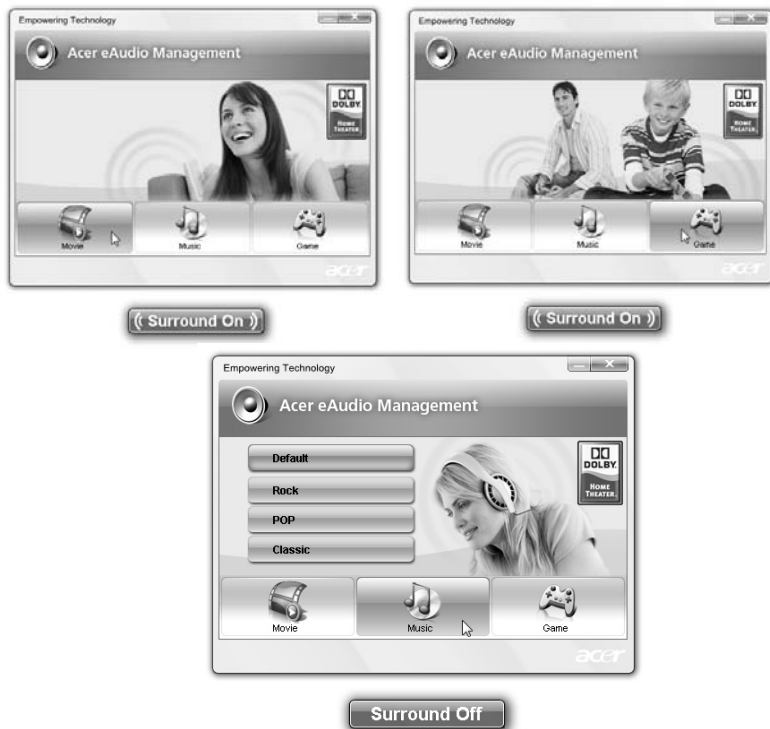 Empowering Technology
Acer eAudio Management
DOLBY
HOME
THEATER
Movie
Music
Game
acer
((Surround On))
Empowering Technology
Acer eAudio Management
DOLBY
HOME
THEATER
Movie
Music
Game
acer
((Surround On))
Empowering Technology
Acer eAudio Management
Default
Rock
POP
Classic
DOLBY
HOME
THEATER
Movie
Music
Game
acer
Surround Off